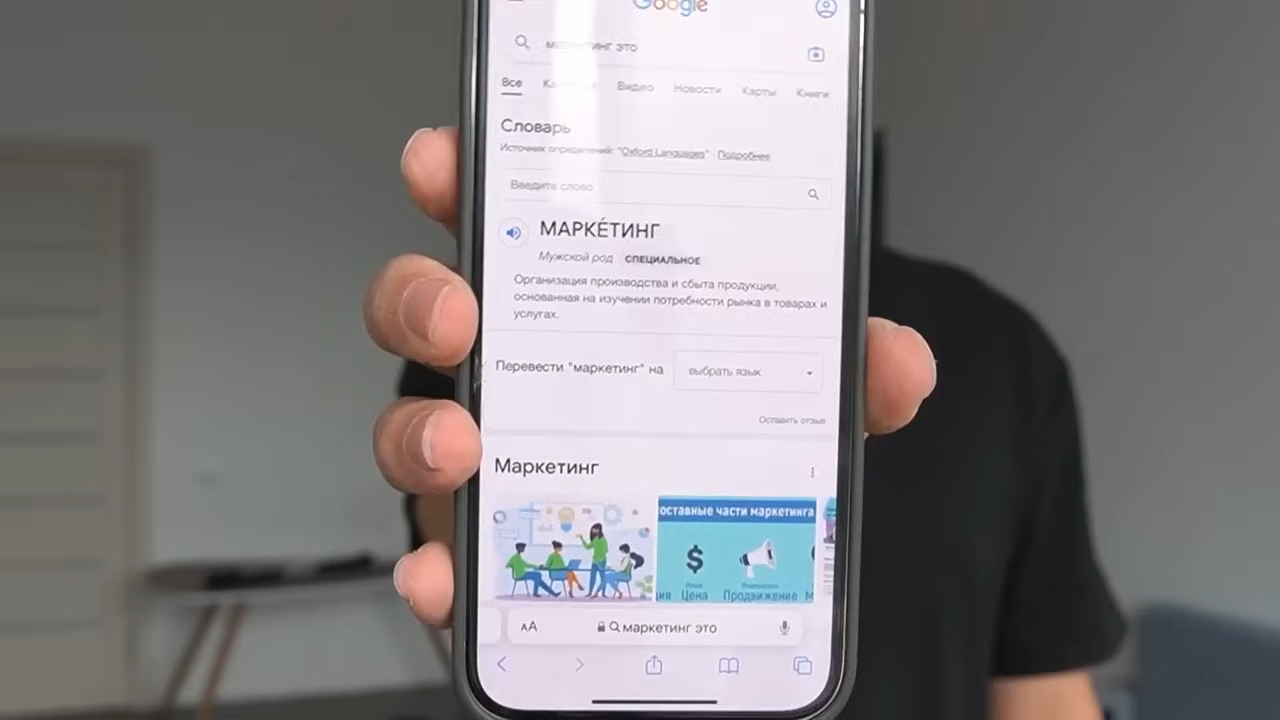 Google
маркетинг это
Все Видео Новости Карты Книги
Словарь
Источник определений: "Oxford Languages" · Подробнее
Введите слово
МАРКЕ́ТИНГ
Мужской род СПЕЦИАЛЬНОЕ
Организация производства и сбыта продукции,
основанная на изучении потребности рынка в товарах и
услугах.
Перевести "маркетинг" на выбрать язык
Оставить отзыв
Маркетинг
оставные части маркетинга
$
ия Цена Продвижение М
AA маркетинг это